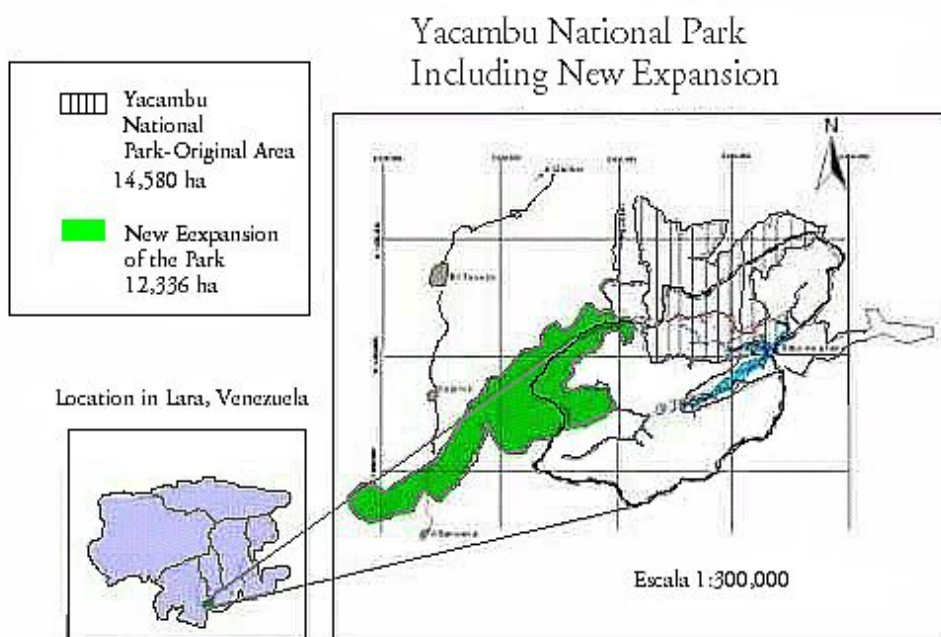 Yacambu National Park
Including New Expansion
Yacambu
National
Park-Original Area
14,580 ha
New Eexpansion
of the Park
12,336 ha
Location in Lara, Venezuela
N
Escala 1:300,000